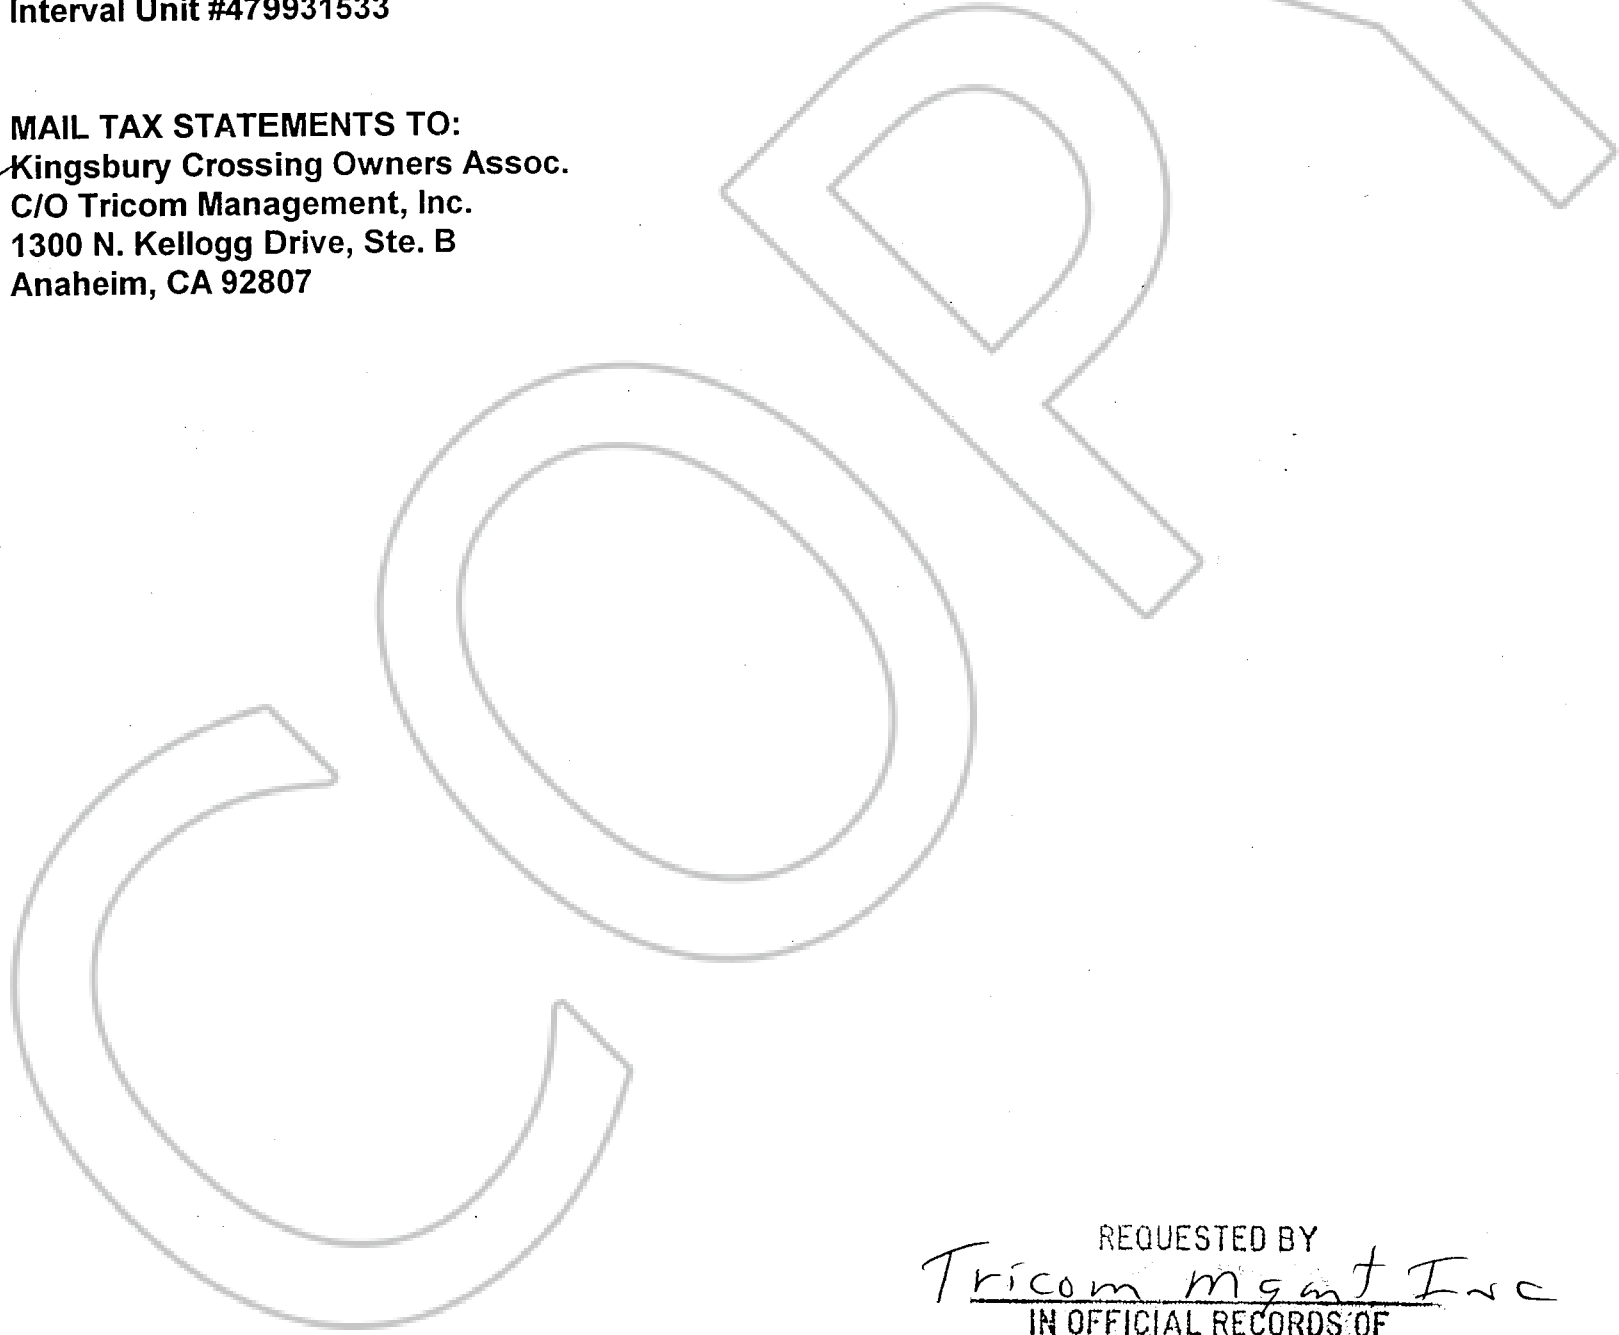 Interval Unit #479931533
MAIL TAX STATEMENTS TO:
Kingsbury Crossing Owners Assoc.
C/O Tricom Management, Inc.
1300 N. Kellogg Drive, Ste. B
Anaheim, CA 92807
COPY
REQUESTED BY
Tricom Mgmt Inc
IN OFFICIAL RECORDS OF